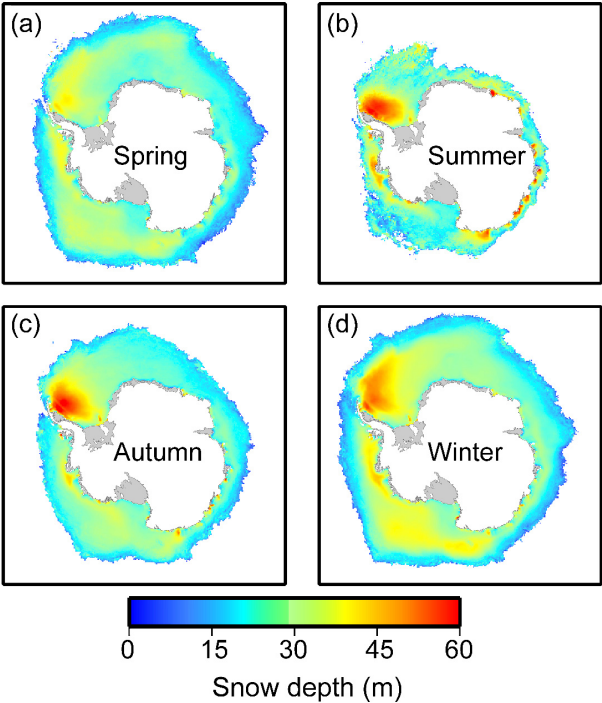 (a)
Spring
(b)
Summer
(c)
Autumn
(d)
Winter
0 15 30 45 60
Snow depth (m)